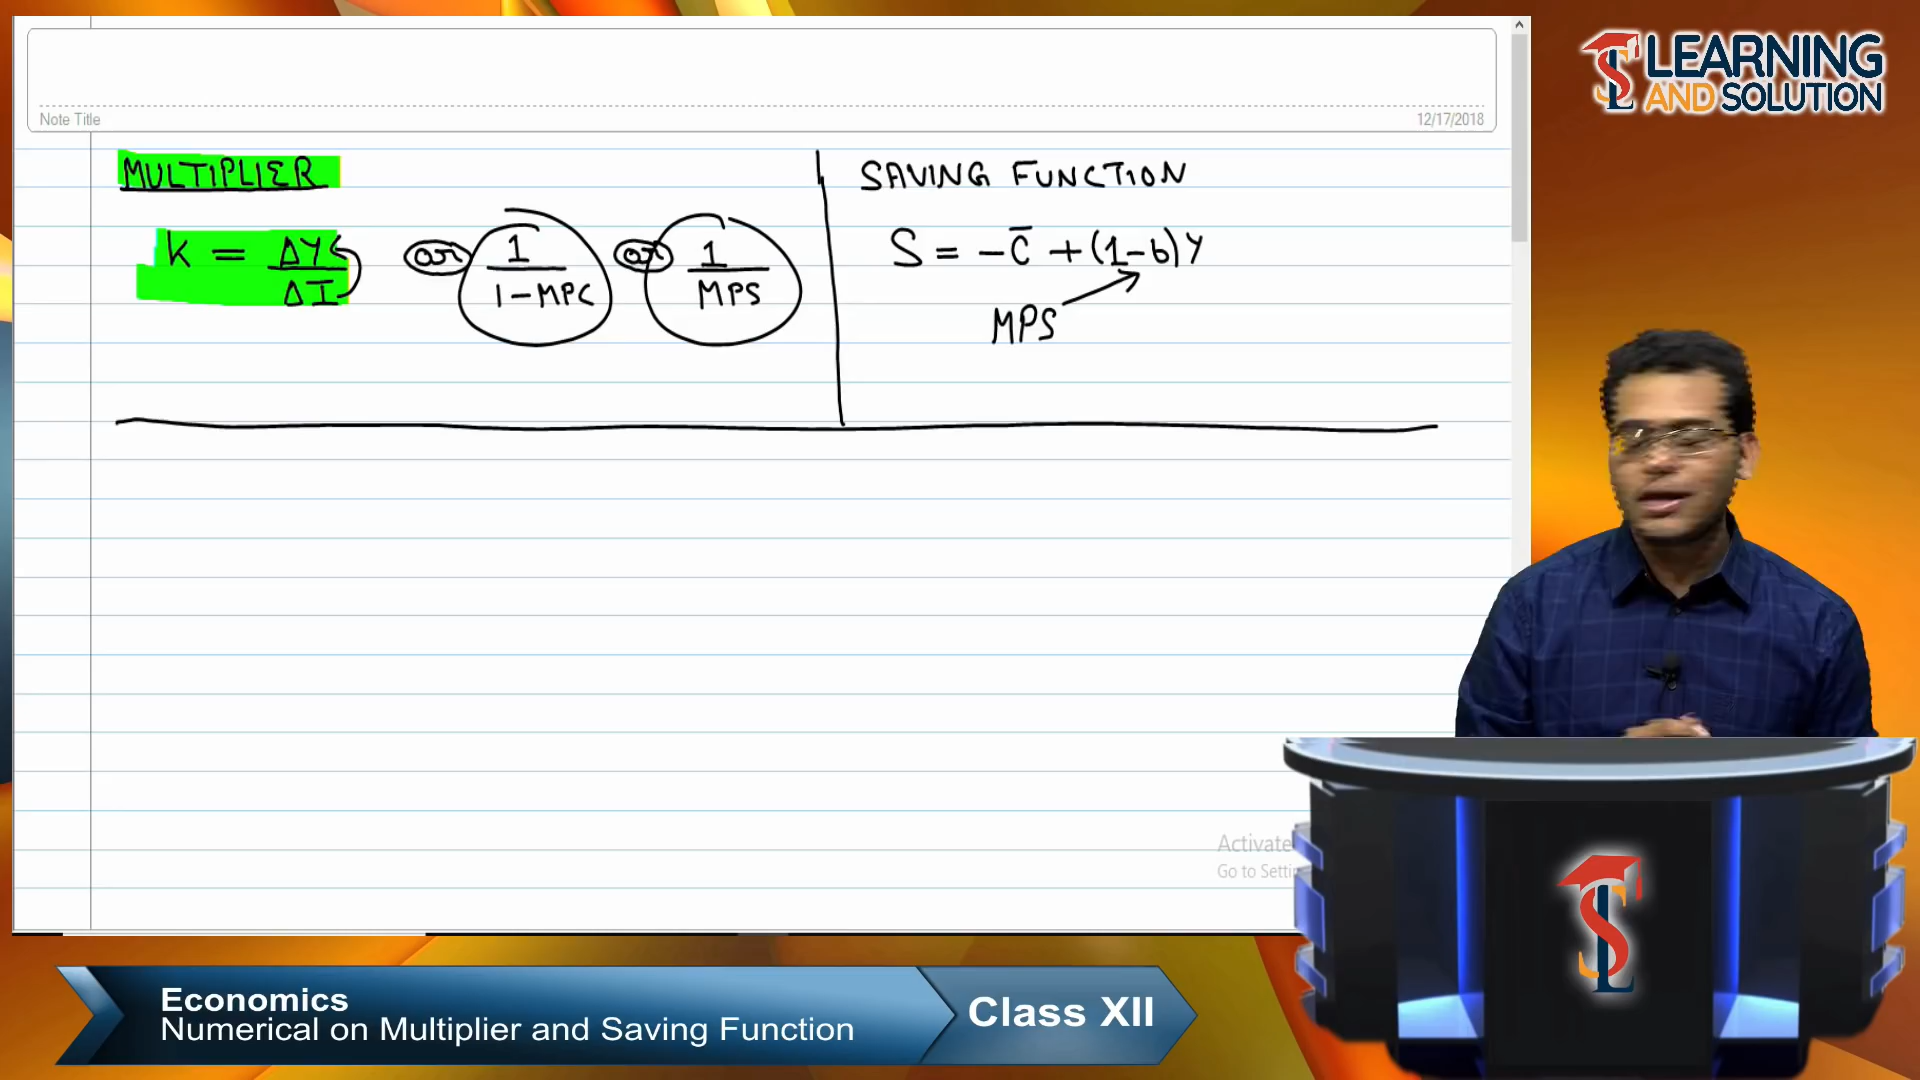 LEARNING
AND SOLUTION
Note Title
12/17/2018
MULTIPLIER
K = ΔY/ΔI (or) 1/(1-MPC) (or) 1/MPS
SAVING FUNCTION
S = -C̅ + (1-b)Y
MPS
Activate
Economics
Numerical on Multiplier and Saving Function
Class XII